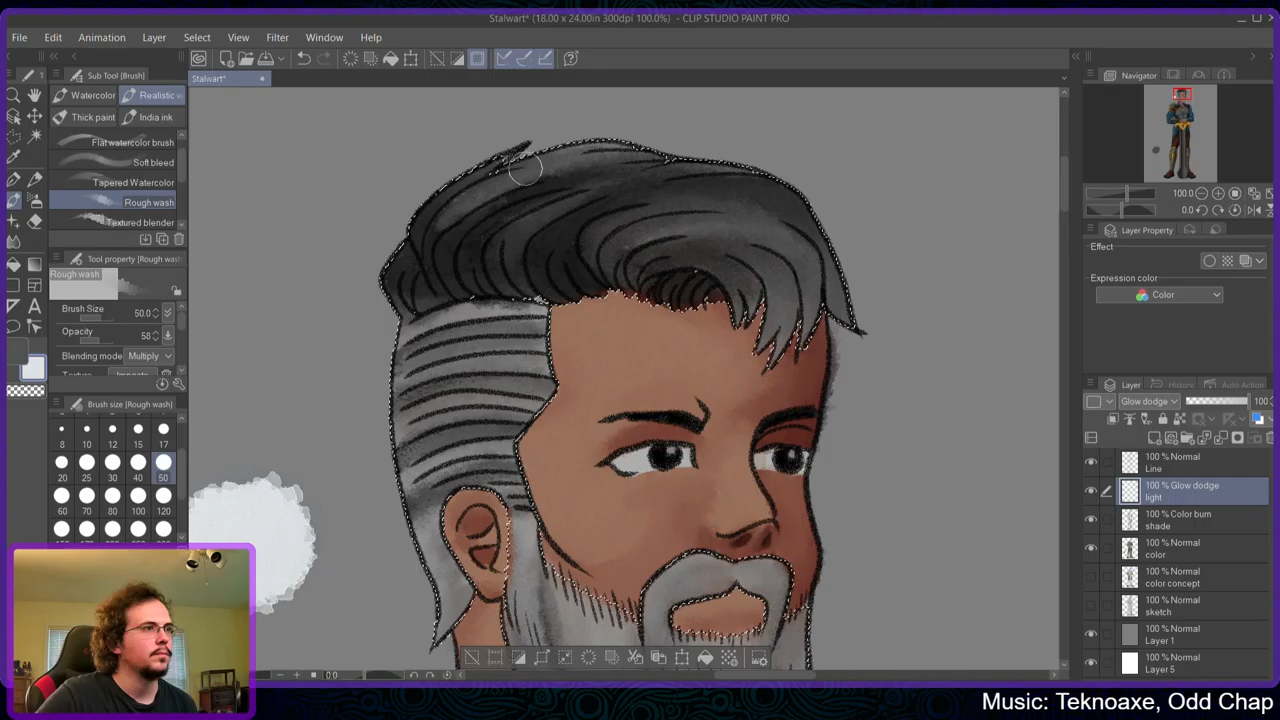 Stalwart* (18.00 x 24.00in 300dpi 100.0%) - CLIP STUDIO PAINT PRO
File Edit Animation Layer Select View Filter Window Help
Sub Tool [Brush]
Stalwart*
Navigator
Watercolor
Realistic w
Thick paint
India ink
Flat watercolor brush
Soft bleed
Tapered Watercolor
Rough wash
Textured blender
100.0
0.0
Layer Property
Tool property [Rough wash
Effect
Rough wash
Expression color
Color
Brush Size 50.0
Opacity 58
Blending mode Multiply
Brush size [Rough wash]
Layer
History
Auto Action
8 10 12 15 17
Glow dodge 100
20 25 30 40 50
60 70 80 100 120
100 % Normal
Line
100 % Glow dodge
light
100 % Color burn
shade
100 % Normal
color
100 % Normal
color concept
100 % Normal
sketch
100 % Normal
Layer 1
100 % Normal
Layer 5
0.0
Music: Teknoaxe, Odd Chap